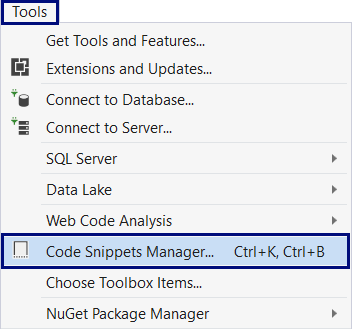 Tools
Get Tools and Features...
Extensions and Updates...
Connect to Database...
Connect to Server...
SQL Server
Data Lake
Web Code Analysis
Code Snippets Manager... Ctrl+K, Ctrl+B
Choose Toolbox Items...
NuGet Package Manager